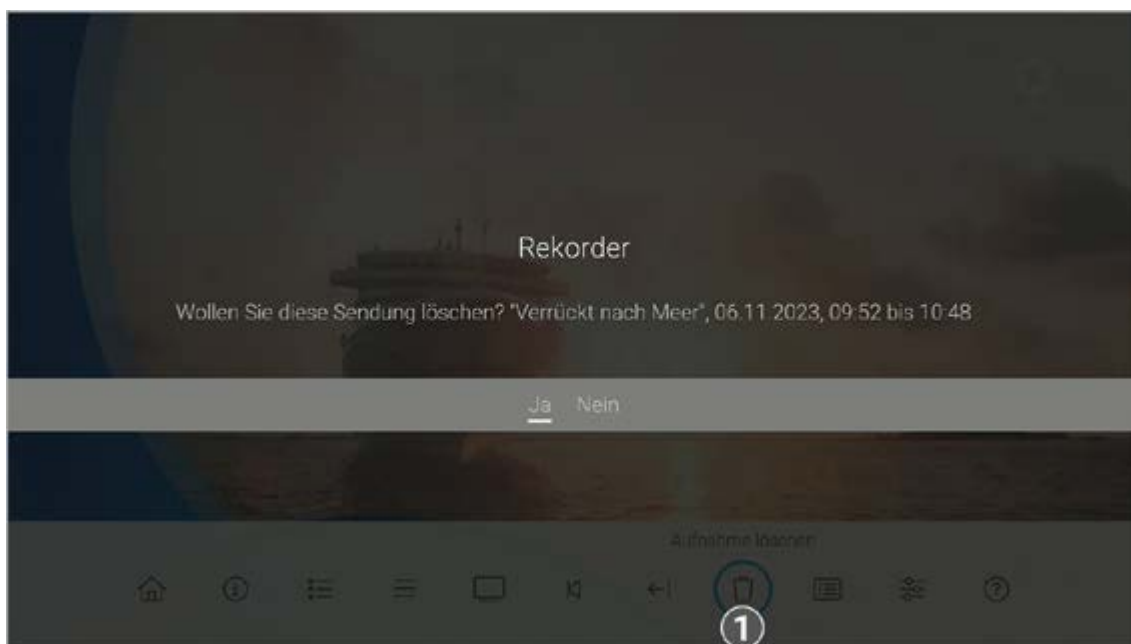 Rekorder
Wollen Sie diese Sendung löschen? "Verrückt nach Meer", 06.11.2023, 09:52 bis 10:48
Ja Nein
Aufnahme löschen
1